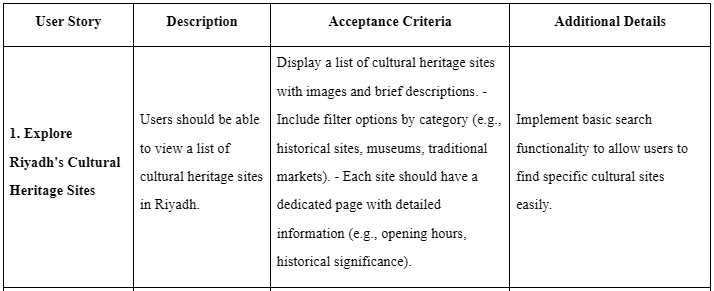 User Story
Description
Acceptance Criteria
Additional Details
1. Explore
Riyadh's Cultural
Heritage Sites
Users should be able
to view a list of
cultural heritage sites
in Riyadh.
Display a list of cultural heritage sites
with images and brief descriptions. -
Include filter options by category (e.g.,
historical sites, museums, traditional
markets). - Each site should have a
dedicated page with detailed
information (e.g., opening hours,
historical significance).
Implement basic search
functionality to allow users to
find specific cultural sites
easily.